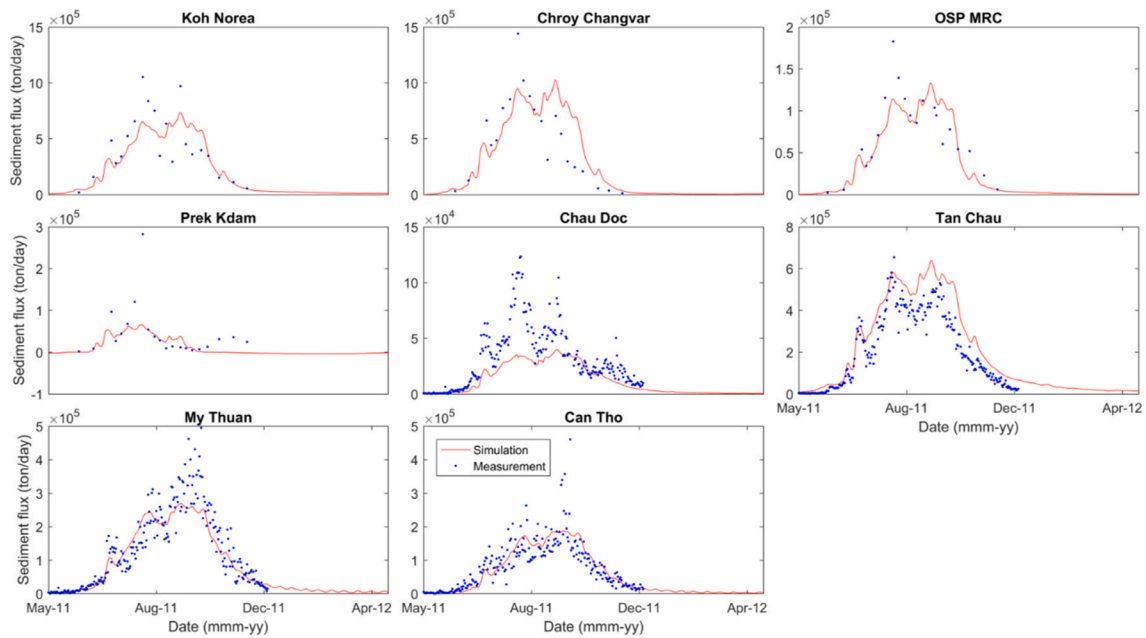 Koh Norea
Chroy Changvar
OSP MRC
×10⁵
×10⁵
×10⁵
15
10
5
0
Sediment flux (ton/day)
15
10
5
0
2
1.5
1
0.5
0
Prek Kdam
Chau Doc
Tan Chau
×10⁵
×10⁴
×10⁵
3
2
1
0
-1
Sediment flux (ton/day)
15
10
5
0
8
6
4
2
0
May-11 Aug-11 Dec-11 Apr-12
Date (mmm-yy)
My Thuan
Can Tho
×10⁵
×10⁵
5
4
3
2
1
0
Sediment flux (ton/day)
5
4
3
2
1
0
Simulation
Measurement
May-11 Aug-11 Dec-11 Apr-12
May-11 Aug-11 Dec-11 Apr-12
Date (mmm-yy)
Date (mmm-yy)